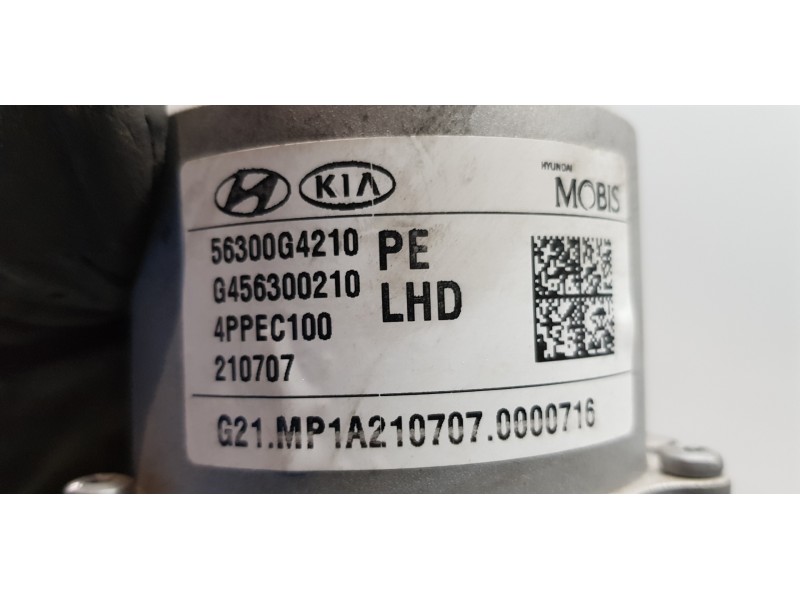 KIA
HYUNDAI
MOBIS
56300G4210
PE
G456300210
LHD
4PPEC100
210707
G21.MP1A210707.0000716